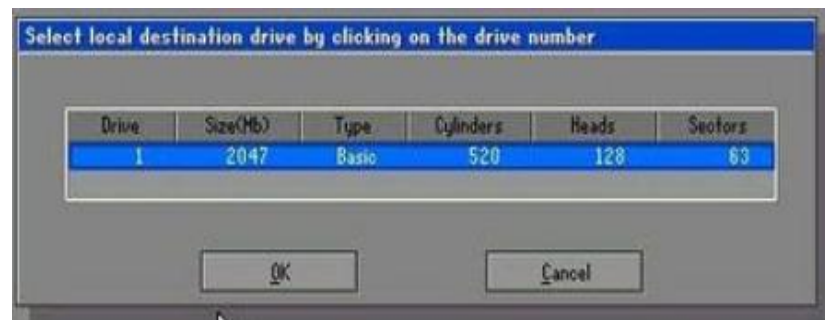 Select local destination drive by clicking on the drive number
Drive Size(Mb) Type Cylinders Heads Sectors
1 2047 Basic 520 128 63
OK Cancel